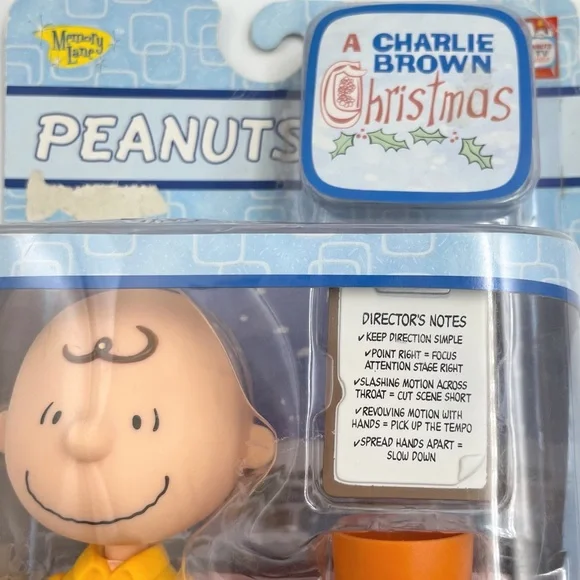 Memory
Lane
A CHARLIE
BROWN
Christmas
PEANUTS
DIRECTOR'S NOTES
✓KEEP DIRECTION SIMPLE
✓POINT RIGHT = FOCUS
ATTENTION STAGE RIGHT
✓SLASHING MOTION ACROSS
THROAT = CUT SCENE SHORT
✓REVOLVING MOTION WITH
HANDS = PICK UP THE TEMPO
✓SPREAD HANDS APART =
SLOW DOWN